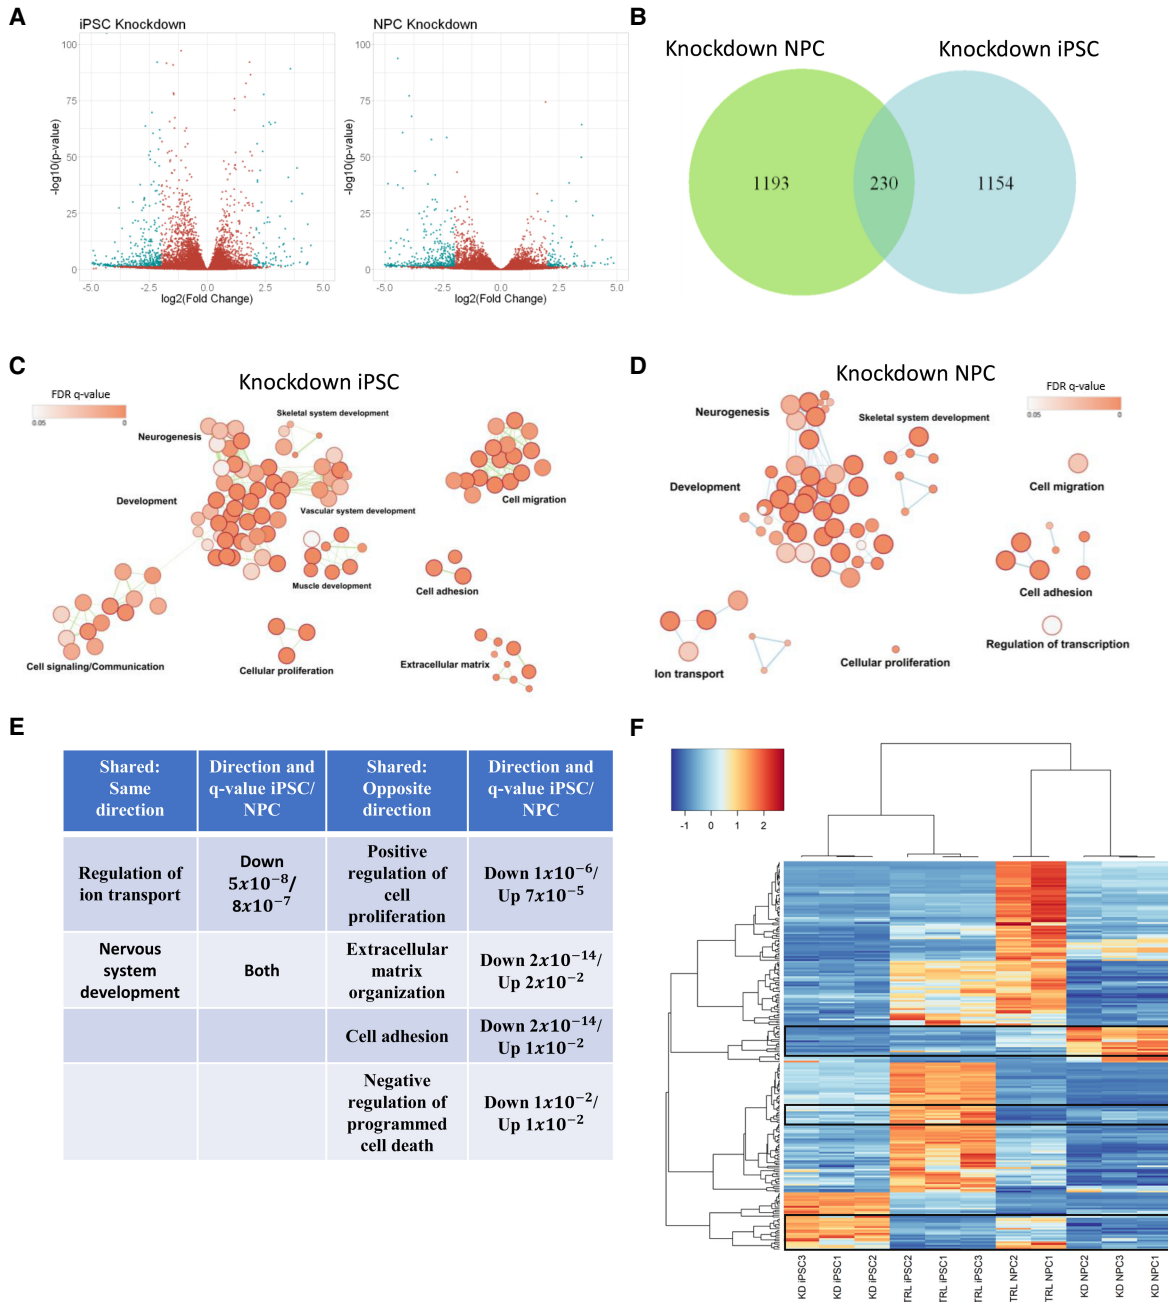 A
iPSC Knockdown
NPC Knockdown
100
75
50
25
0
-log10(p-value)
-5.0
-2.5
0.0
2.5
5.0
log2(Fold Change)
100
75
50
25
0
-log10(p-value)
-5.0
-2.5
0.0
2.5
5.0
log2(Fold Change)
B
Knockdown NPC
Knockdown iPSC
1193
230
1154
C
Knockdown iPSC
FDR q-value
0.05
0
Skeletal system development
Neurogenesis
Development
Vascular system development
Cell migration
Muscle development
Cell adhesion
Cell signaling/Communication
Cellular proliferation
Extracellular matrix
D
Knockdown NPC
FDR q-value
0.05
0
Neurogenesis
Skeletal system development
Development
Cell migration
Cell adhesion
Regulation of transcription
Ion transport
Cellular proliferation
E
Shared:
Same
direction
Direction and
q-value iPSC/
NPC
Shared:
Opposite
direction
Direction and
q-value iPSC/
NPC
Regulation of
ion transport
Down
5x10⁻⁸/
8x10⁻⁷
Positive
regulation of
cell
proliferation
Down 1x10⁻⁶/
Up 7x10⁻⁵
Nervous
system
development
Both
Extracellular
matrix
organization
Down 2x10⁻¹⁴/
Up 2x10⁻²
Cell adhesion
Down 2x10⁻¹⁴/
Up 1x10⁻²
Negative
regulation of
programmed
cell death
Down 1x10⁻²/
Up 1x10⁻²
F
-1
0
1
2
KD iPSC3
KD iPSC1
KD iPSC2
TRL iPSC2
TRL iPSC1
TRL iPSC3
TRL NPC2
TRL NPC1
KD NPC2
KD NPC3
KD NPC1